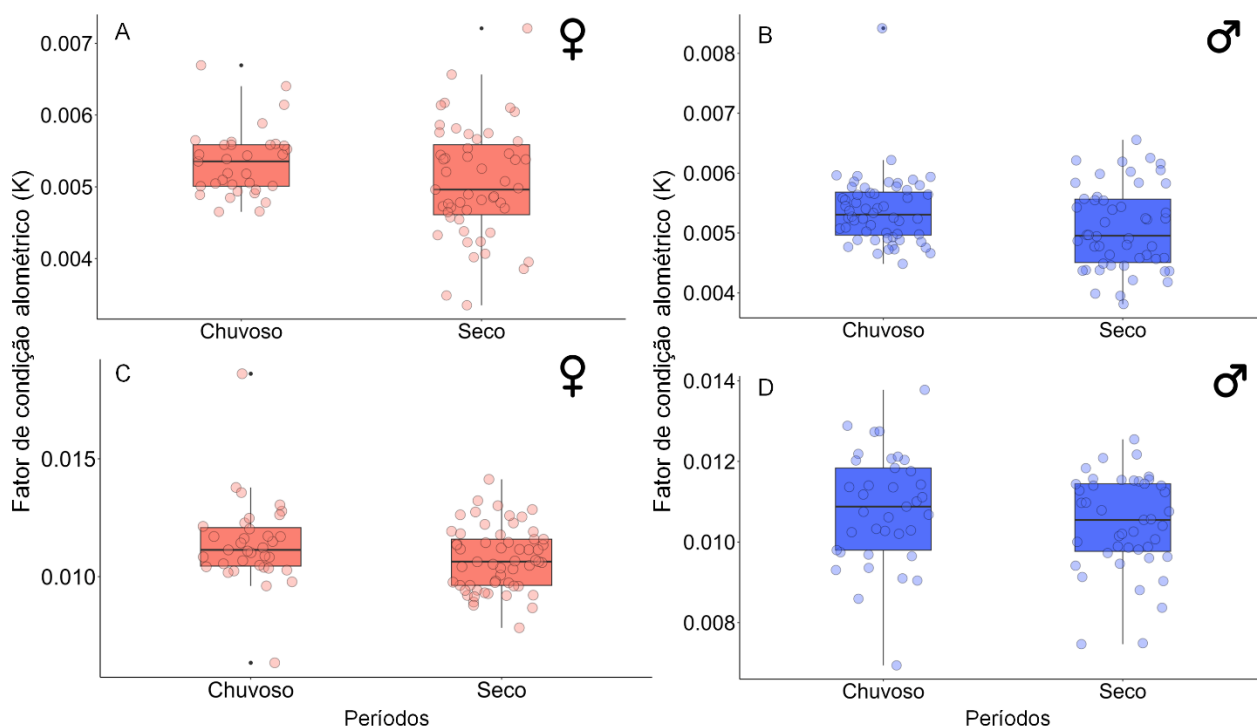 A
♀
Fator de condição alométrico (K)
0.007
0.006
0.005
0.004
Chuvoso
Seco
B
♂
Fator de condição alométrico (K)
0.008
0.007
0.006
0.005
0.004
Chuvoso
Seco
C
♀
0.015
0.010
Chuvoso
Seco
Períodos
D
♂
0.014
0.012
0.010
0.008
Chuvoso
Seco
Períodos